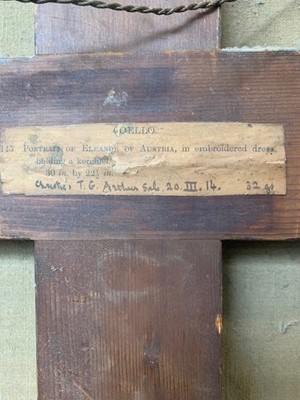 COELLO.
145 PORTRAIT OF ELEANOR OF AUSTRIA, in embroidered dress,
holding a kerchief
30 in. by 22½ in.
Christie's T. G. Arthur Sale 20. III. 14. 32 gs